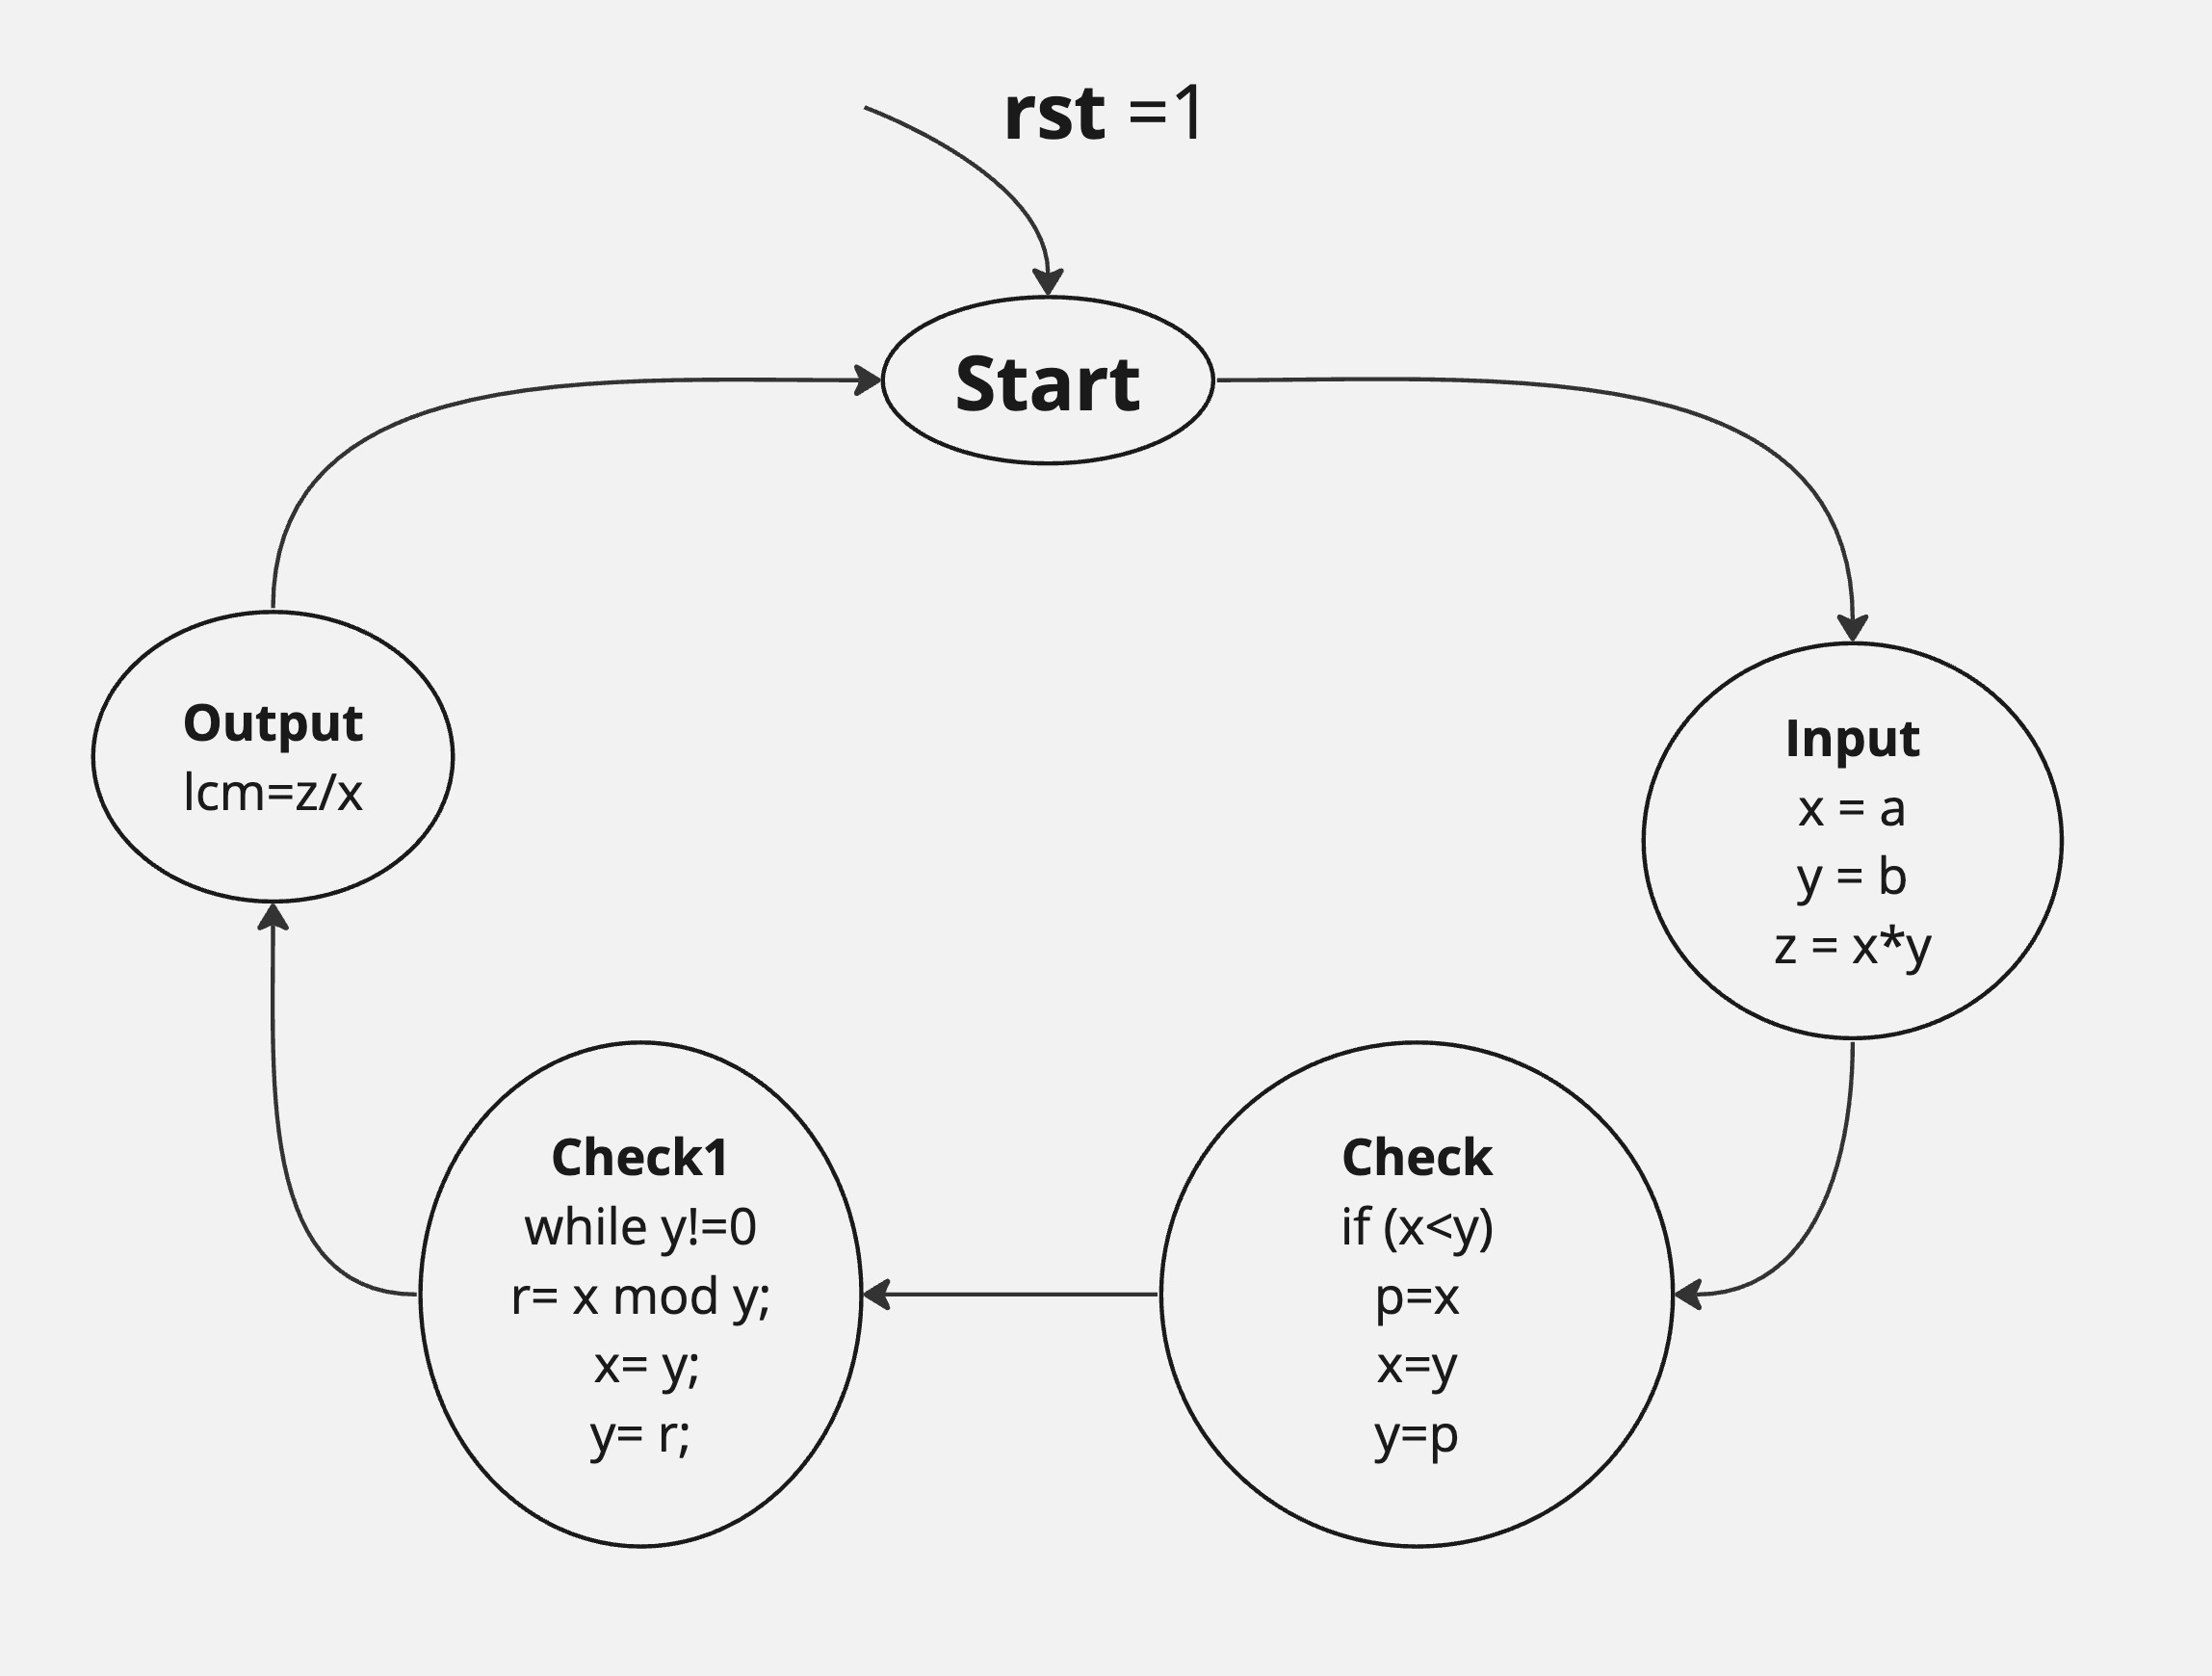 rst =1
Start
Output
lcm=z/x
Input
x = a
y = b
z = x*y
Check1
while y!=0
r= x mod y;
x= y;
y= r;
Check
if (x<y)
p=x
x=y
y=p